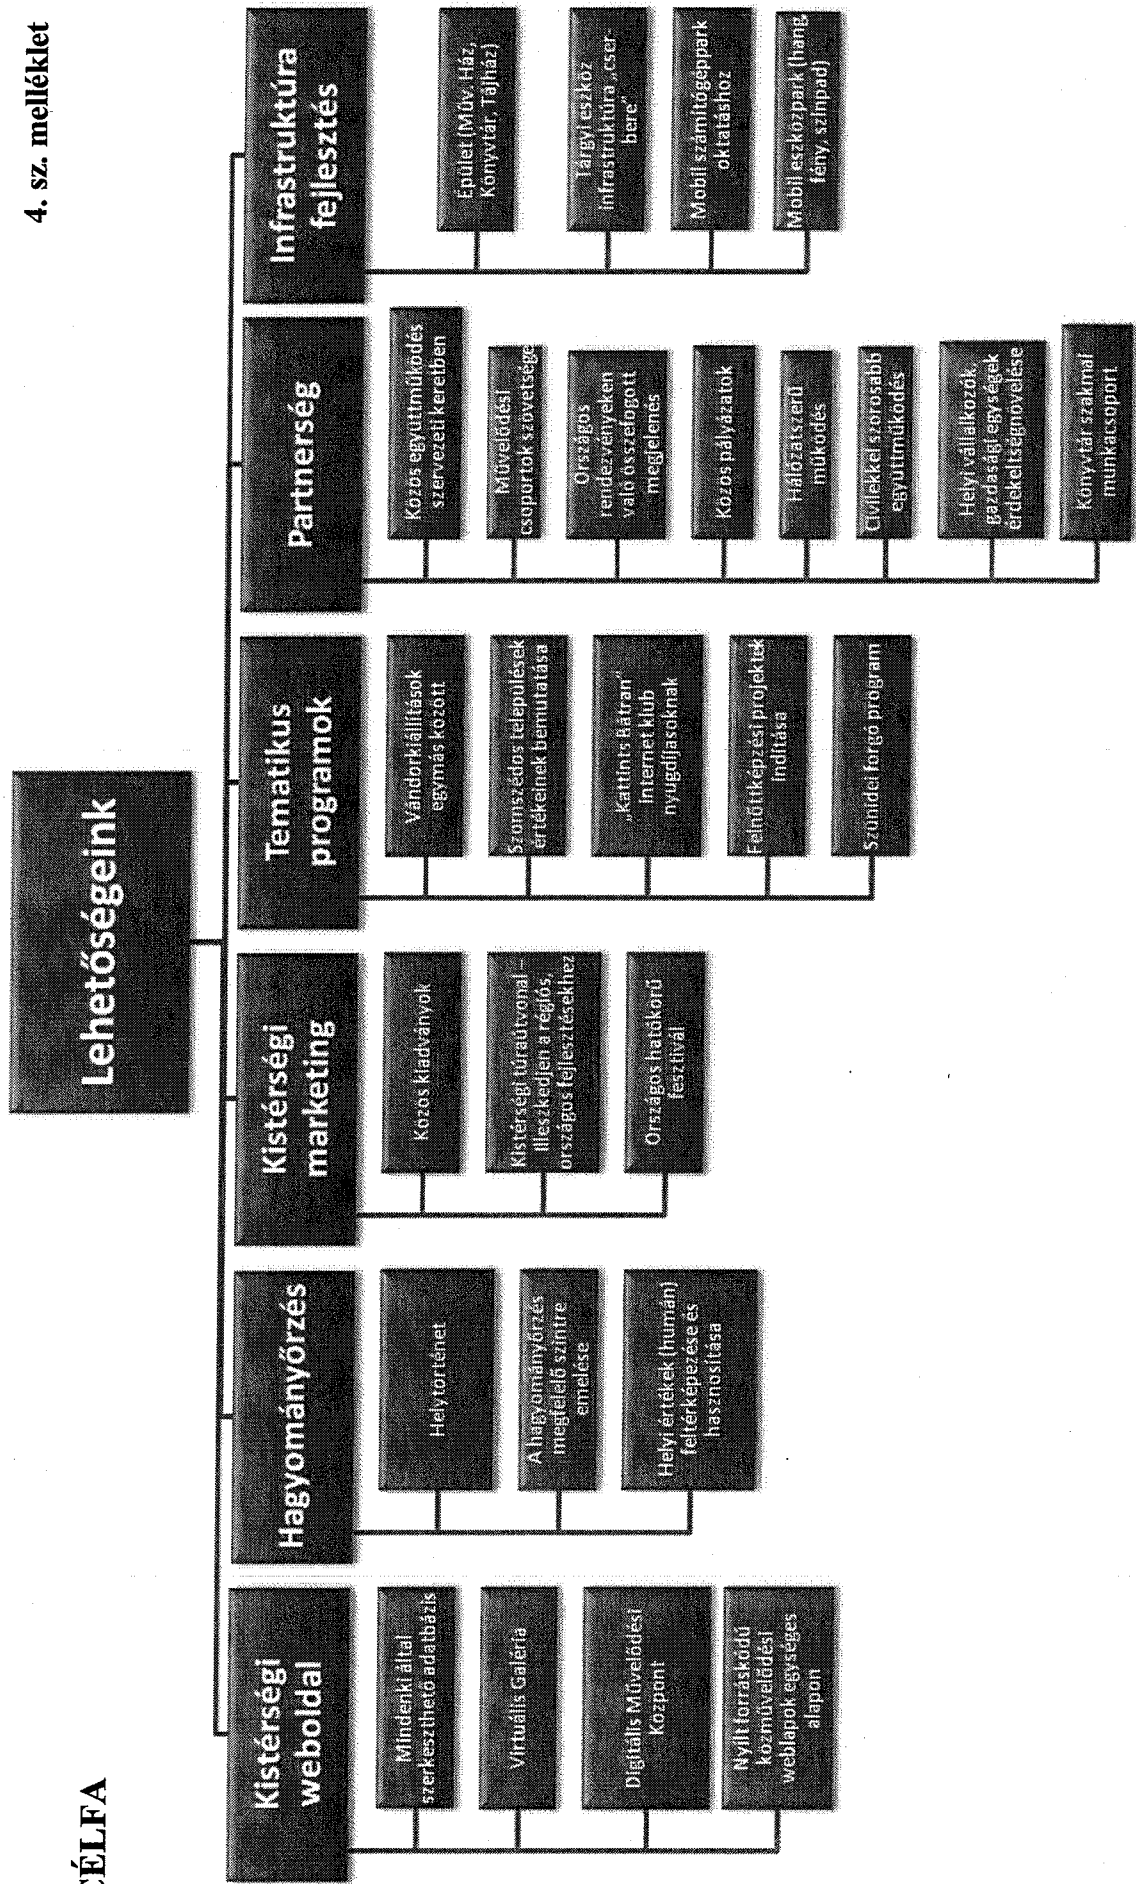 4. sz. melléklet
CÉLFA
Lehetőségeink
Kistérségi
weboldal
Mindenki által
szerkeszthető adatbázis
Virtuális Galéria
Digitális Művelődési
Központ
Nyílt forráskódú
közművelődési
weblapok egységes
alapon
Hagyományőrzés
Helytörténet
A hagyományőrzés
megfelelő szintre
emelése
Helyi értékek (humán)
feltérképezése és
hasznosítása
Kistérségi
marketing
Közös kiadványok
Kistérségi túraútvonal –
Illeszkedjen a régiós,
országos fejlesztésekhez
Országos hatókörű
fesztivál
Tematikus
programok
Vándorkiállítások
egymás között
Szomszédos települések
értékeinek bemutatása
„Kattints Rátran”
internet klub
nyugdíjasoknak
Felnőttképzési projektek
indítása
Szünidei forgó program
Partnerség
Közös együttműködés
szervezeti keretben
Művelődési
csoportok szövetsége
Országos
rendezvényeken
való összefogott
megjelenés
Közös pályázatok
Hálózatszerű
működés
Civilekkel szorosabb
együttműködés
Helyi vállalkozók,
gazdasági egységek
érdekeltségnövelése
Könyvtár szakmai
munkacsoport
Infrastruktúra
fejlesztés
Épület (Műv. Ház,
Könyvtár, Tájház)
Tárgyi eszköz
infrastruktúra „cser-
bere”
Mobil számítógéppark
oktatáshoz
Mobil eszközpark (hang,
fény, színpad)